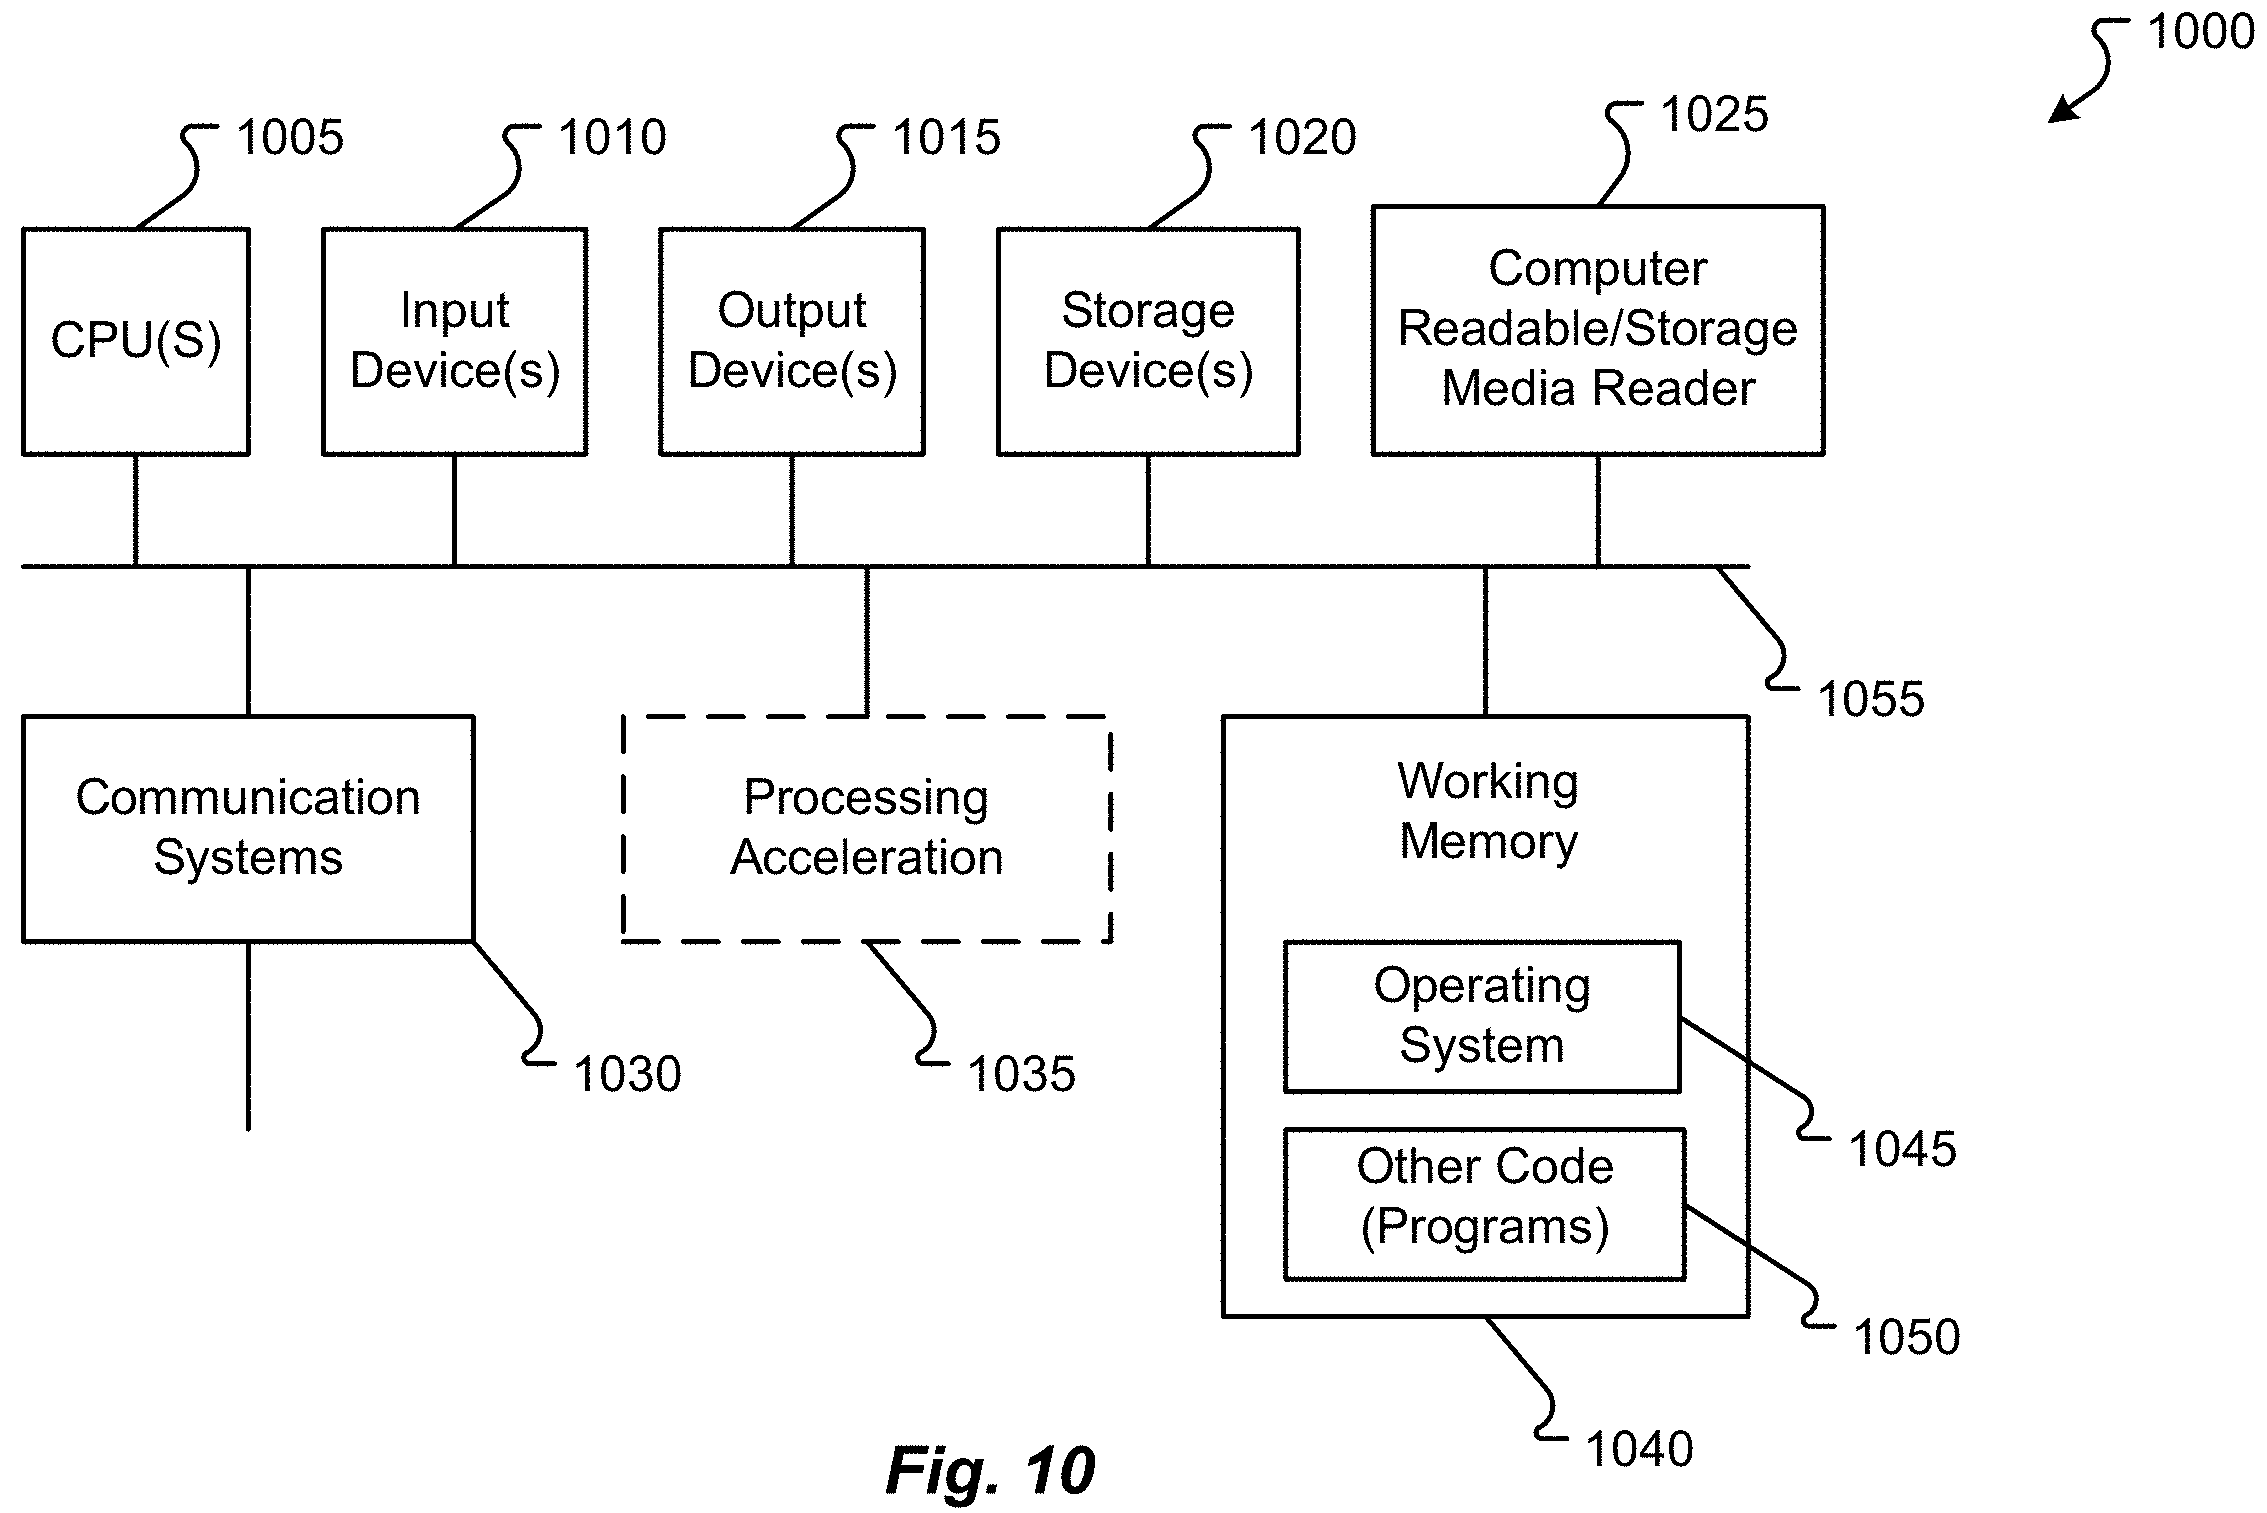 1000
1005
1010
1015
1020
1025
CPU(S)
Input
Device(s)
Output
Device(s)
Storage
Device(s)
Computer
Readable/Storage
Media Reader
1055
Communication
Systems
1030
Processing
Acceleration
1035
Working
Memory
Operating
System
1045
Other Code
(Programs)
1050
1040
Fig. 10